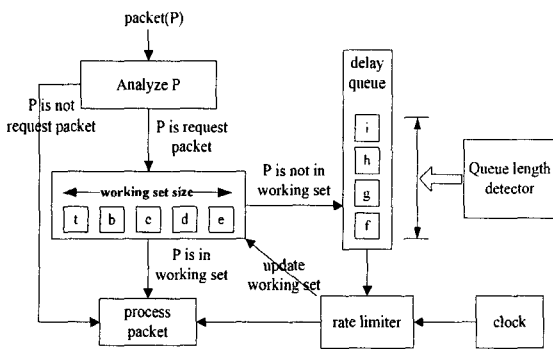 packet(P)
Analyze P
P is not
request packet
P is request
packet
working set size
t b c d e
P is not in
working set
delay
queue
i
h
g
f
Queue length
detector
P is in
working set
update
working set
process
packet
rate limiter
clock